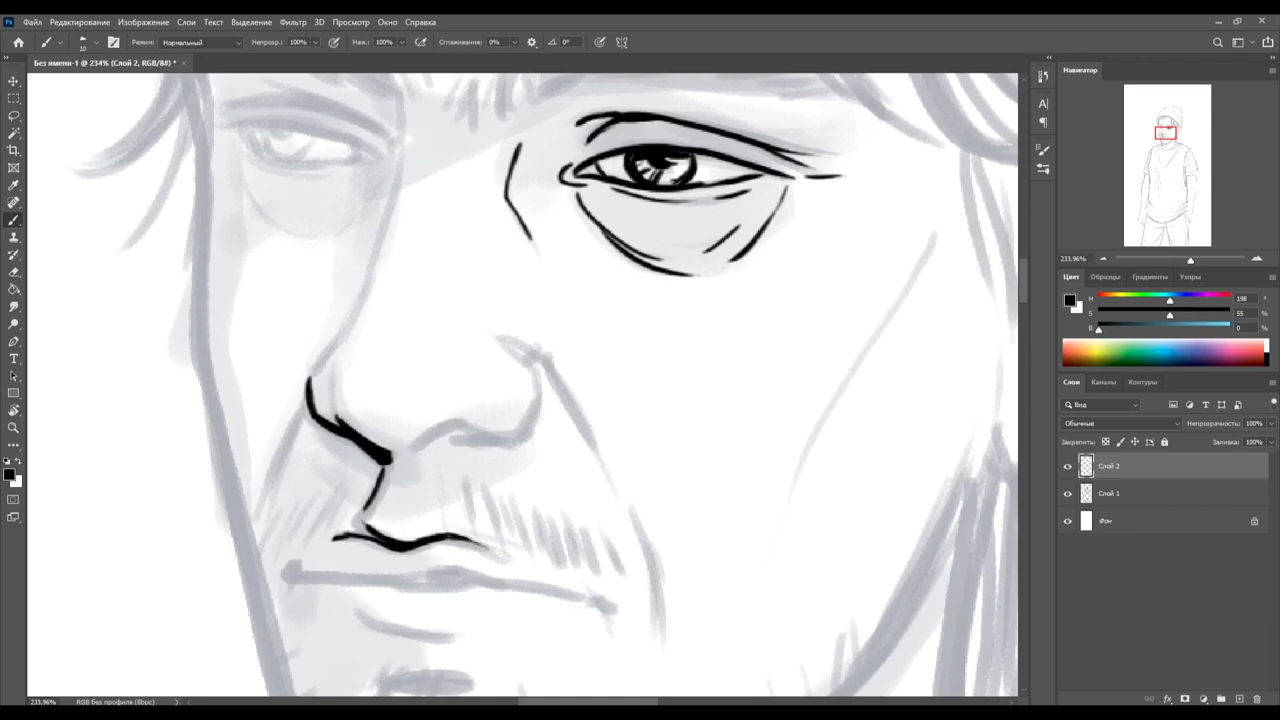 Ps Файл Редактирование Изображение Слои Текст Выделение Фильтр 3D Просмотр Окно Справка
10 Режим: Нормальный Непрозр.: 100% Наж.: 100% Сглаживание: 0% 0°
Без имени-1 @ 234% (Слой 2, RGB/8#) * ×
Навигатор
233,96%
Цвет Образцы Градиенты Узоры
H 198 °
S 55 %
B 0 %
Слои Каналы Контуры
Вид
Обычные Непрозрачность: 100%
Закрепить: Заливка: 100%
Слой 2
Слой 1
Фон
233,96% RGB без профиля (8bpc)